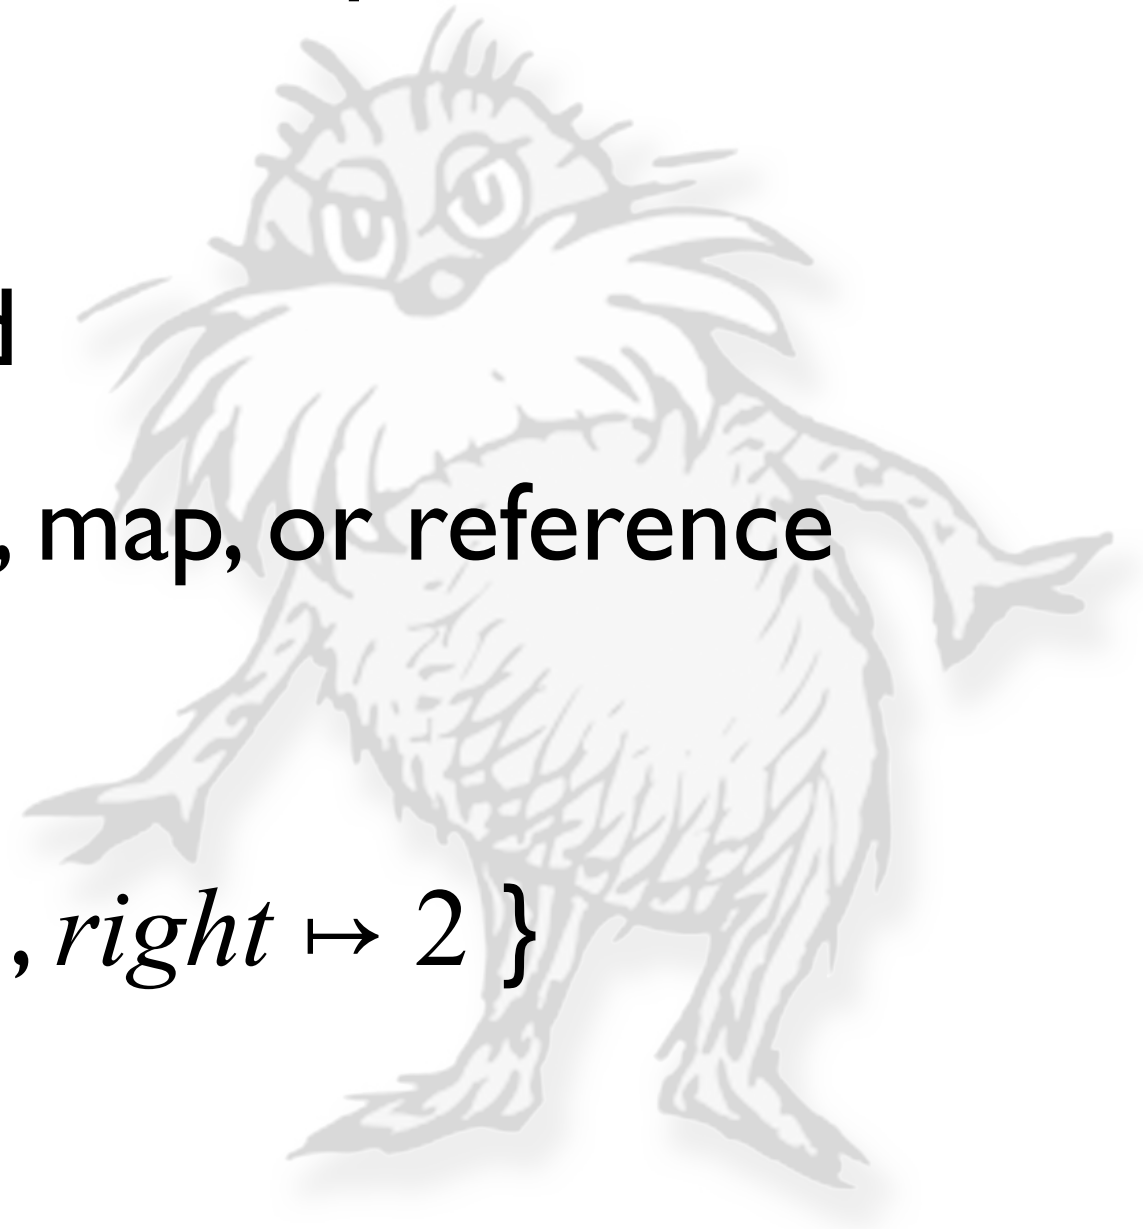 , map, or reference
, right ↦ 2 }